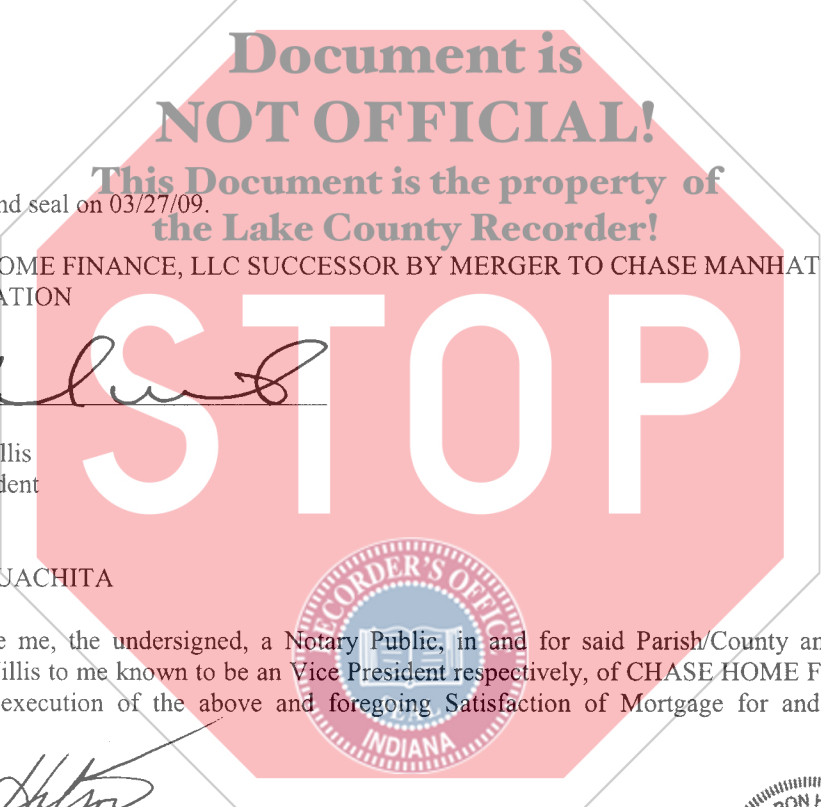 Document is
NOT OFFICIAL!
This Document is the property of
nd seal on 03/27/09.
the Lake County Recorder!
OME FINANCE, LLC SUCCESSOR BY MERGER TO CHASE MANHAT
ATION
STOP
llis
dent
UACHITA
RECORDER'S OFFICE
e me, the undersigned, a Notary Public, in and for said Parish/County an
illis to me known to be an Vice President respectively, of CHASE HOME F
execution of the above and foregoing Satisfaction of Mortgage for and
SEAL
INDIANA